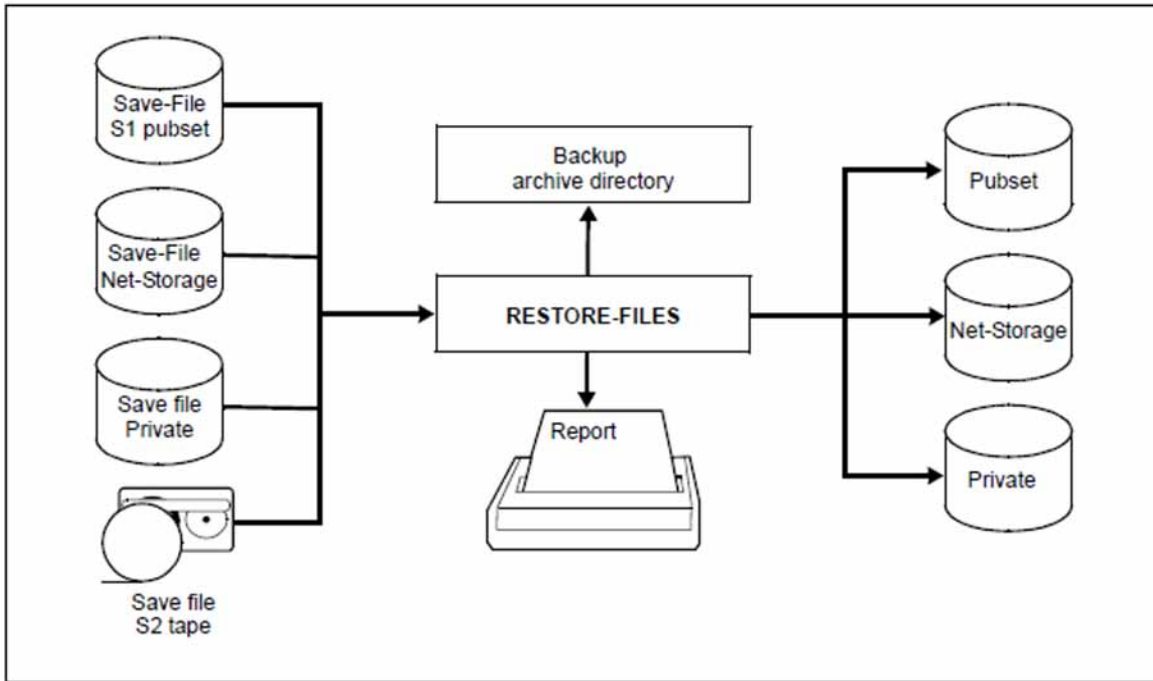 Save-File
S1 pubset
Save-File
Net-Storage
Save file
Private
Save file
S2 tape
Backup
archive directory
RESTORE-FILES
Report
Pubset
Net-Storage
Private